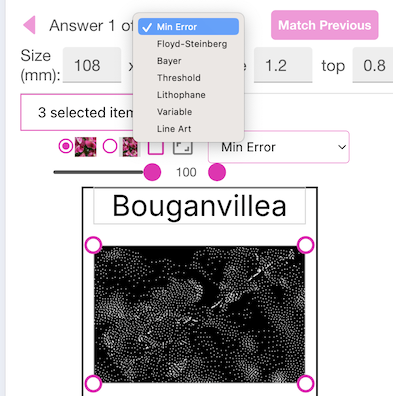 Answer 1 of
Min Error
Match Previous
Floyd-Steinberg
Bayer
Threshold
Lithophane
Variable
Line Art
Size
(mm):
108
1.2
top
0.8
3 selected item
Min Error
100
Bouganvillea